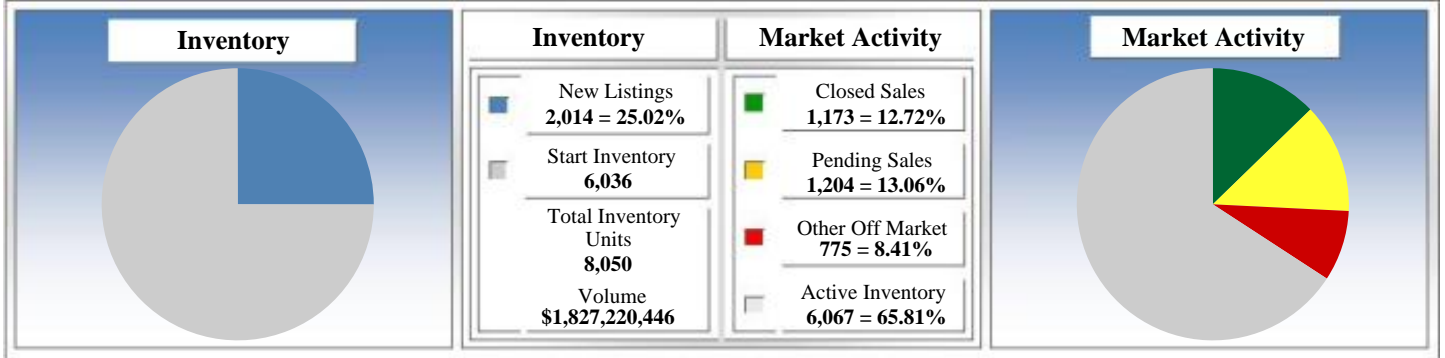 Inventory
Inventory
New Listings
2,014 = 25.02%
Start Inventory
6,036
Total Inventory
Units
8,050
Volume
$1,827,220,446
Market Activity
Closed Sales
1,173 = 12.72%
Pending Sales
1,204 = 13.06%
Other Off Market
775 = 8.41%
Active Inventory
6,067 = 65.81%
Market Activity